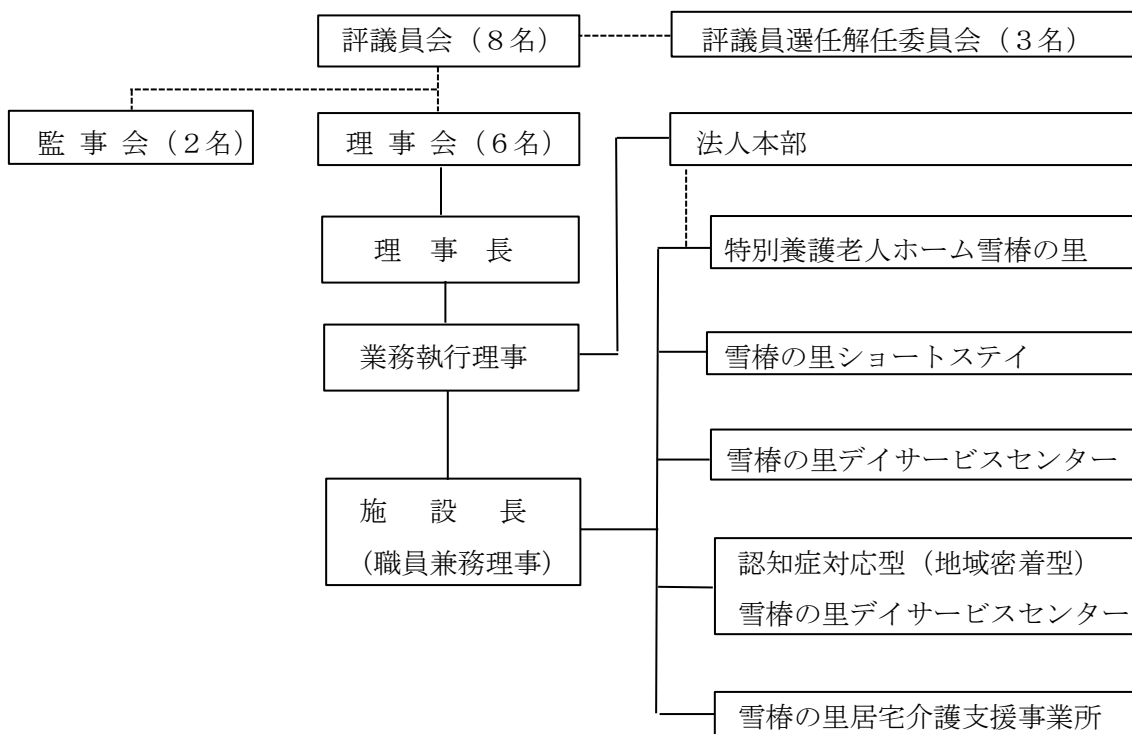 評議員会（８名）
評議員選任解任委員会（３名）
監 事 会（２名）
理 事 会（６名）
法人本部
理 事 長
特別養護老人ホーム雪椿の里
業務執行理事
雪椿の里ショートステイ
雪椿の里デイサービスセンター
施 設 長
（職員兼務理事）
認知症対応型（地域密着型）
雪椿の里デイサービスセンター
雪椿の里居宅介護支援事業所